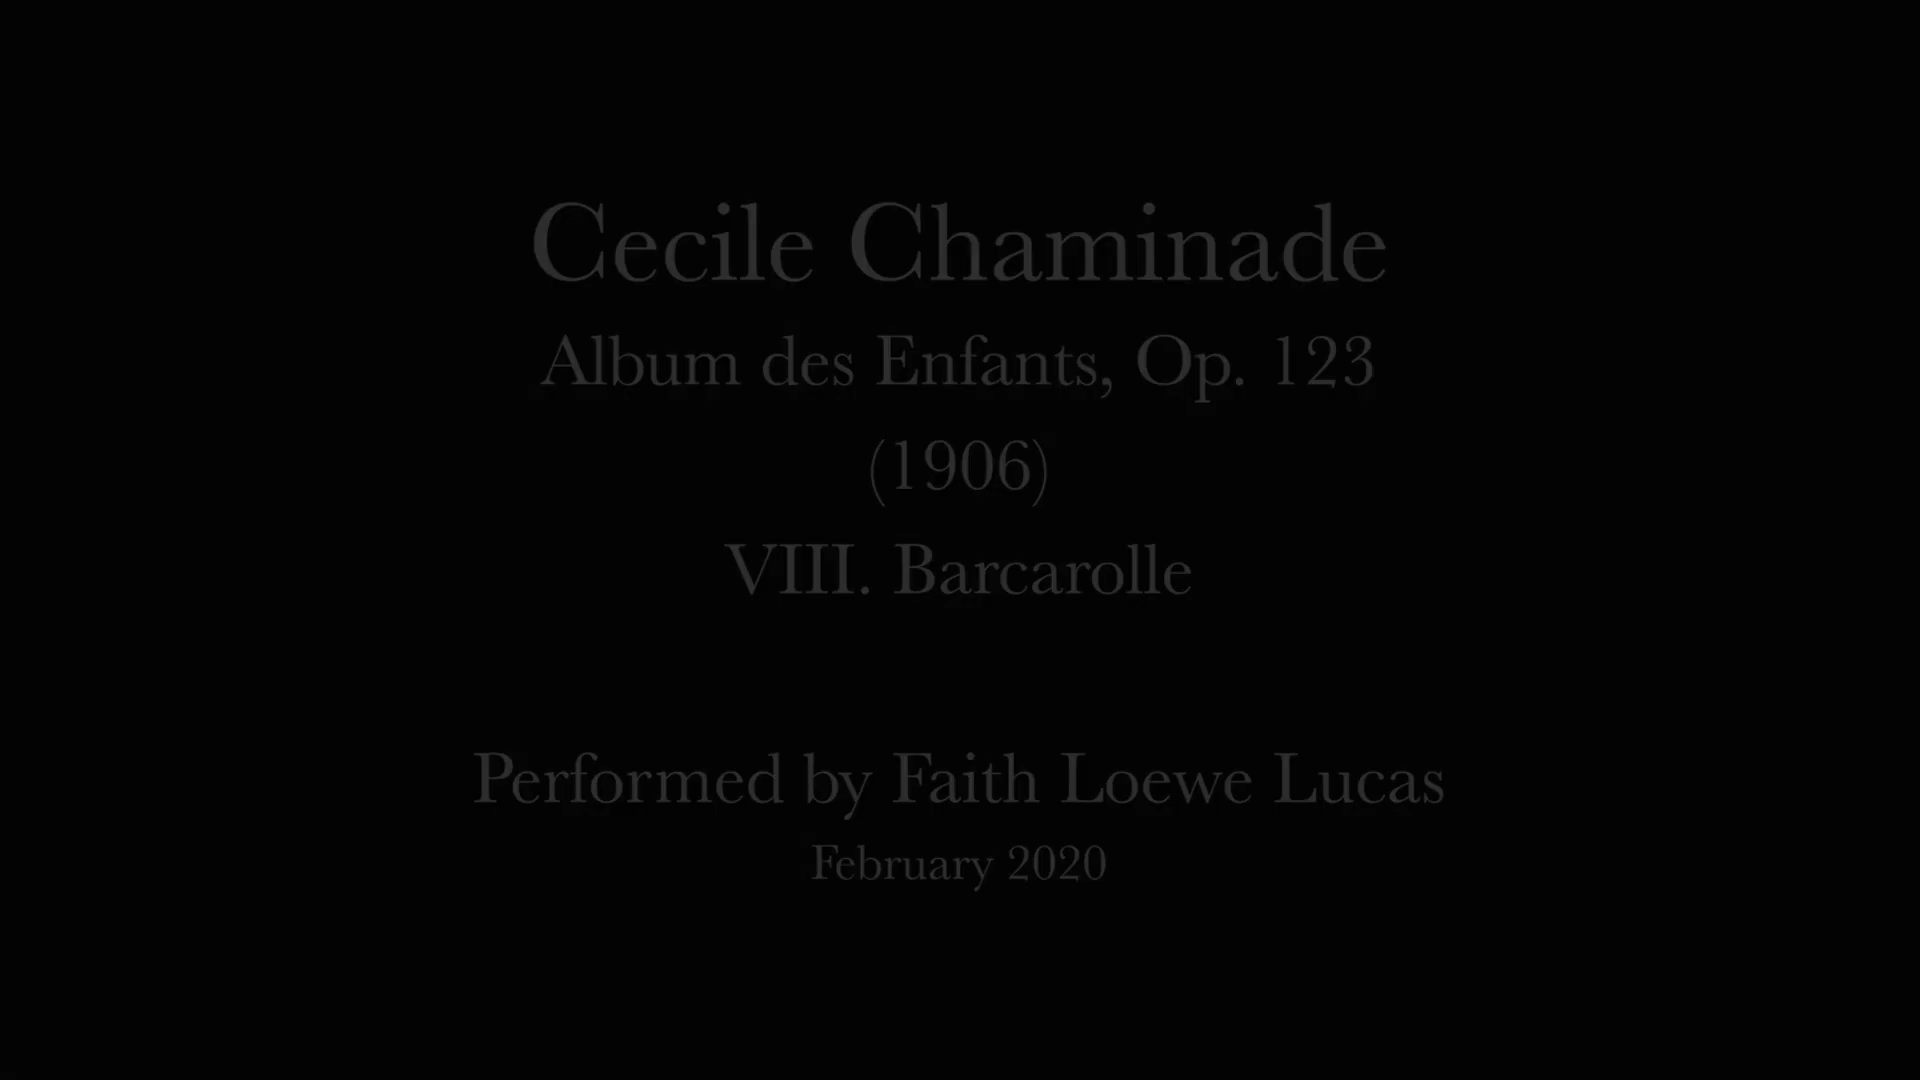 Cecile Chaminade
Album des Enfants, Op. 123
(1906)
VIII. Barcarolle
Performed by Faith Loewe Lucas
February 2020